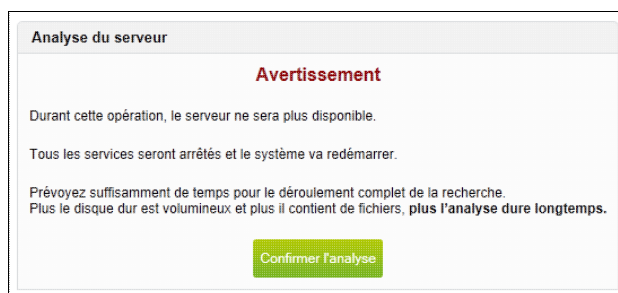 Analyse du serveur
Avertissement
Durant cette opération, le serveur ne sera plus disponible.
Tous les services seront arrêtés et le système va redémarrer.
Prévoyez suffisamment de temps pour le déroulement complet de la recherche.
Plus le disque dur est volumineux et plus il contient de fichiers, plus l'analyse dure longtemps.
Confirmer l'analyse